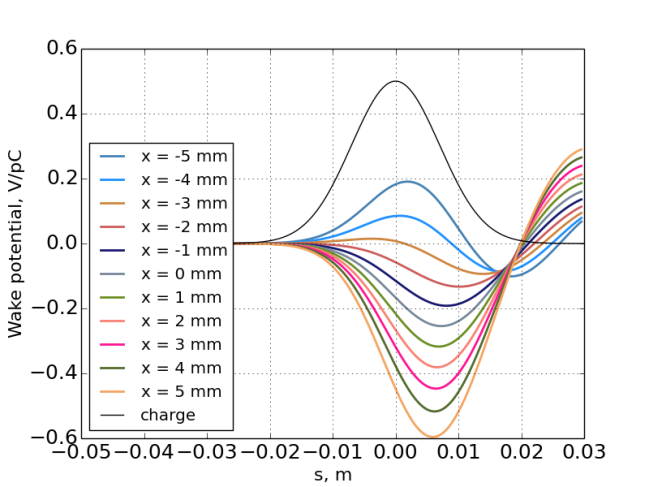 0.6
0.4
0.2
0.0
−0.2
−0.4
−0.6
Wake potential, V/pC
x = -5 mm
x = -4 mm
x = -3 mm
x = -2 mm
x = -1 mm
x = 0 mm
x = 1 mm
x = 2 mm
x = 3 mm
x = 4 mm
x = 5 mm
charge
−0.05 −0.04 −0.03 −0.02 −0.01 0.00 0.01 0.02 0.03
s, m